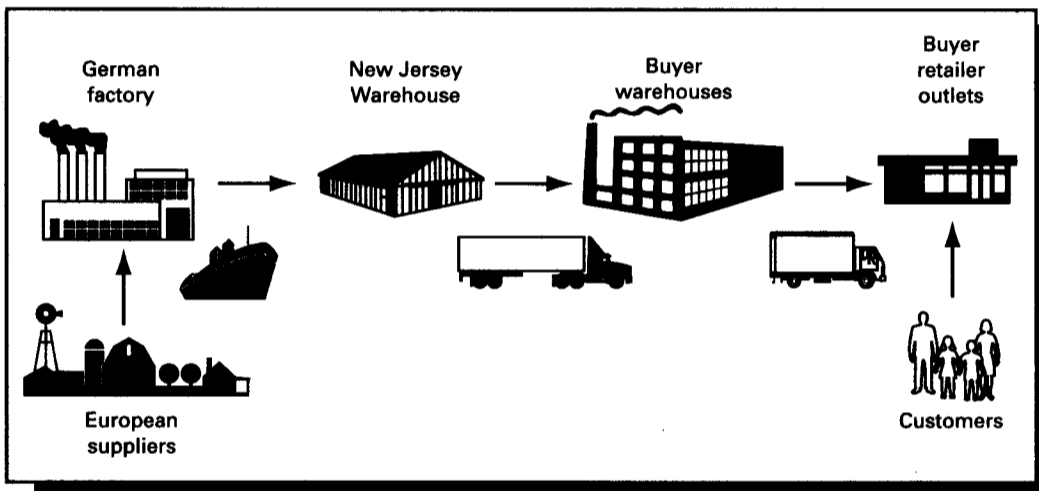 German
factory
New Jersey
Warehouse
Buyer
warehouses
Buyer
retailer
outlets
European
suppliers
Customers